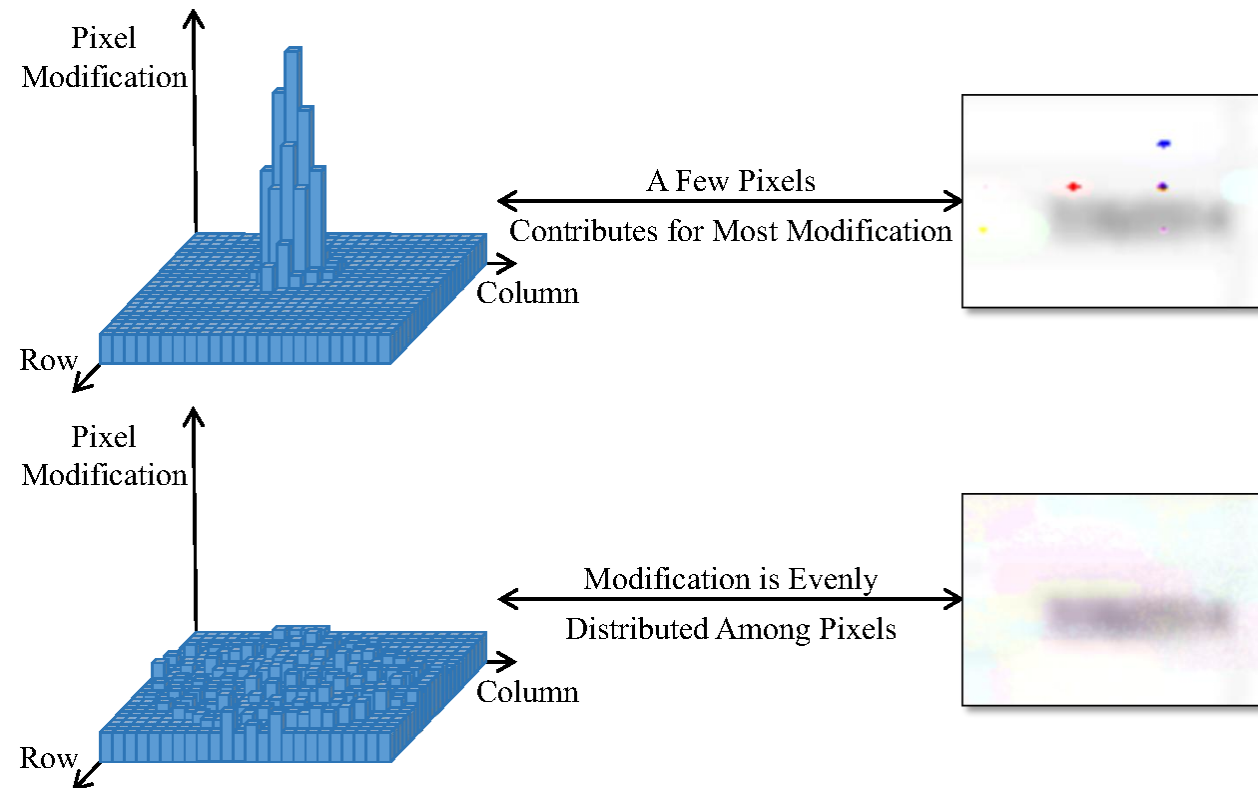 Pixel
Modification
A Few Pixels
Contributes for Most Modification
Column
Row
Pixel
Modification
Modification is Evenly
Distributed Among Pixels
Column
Row